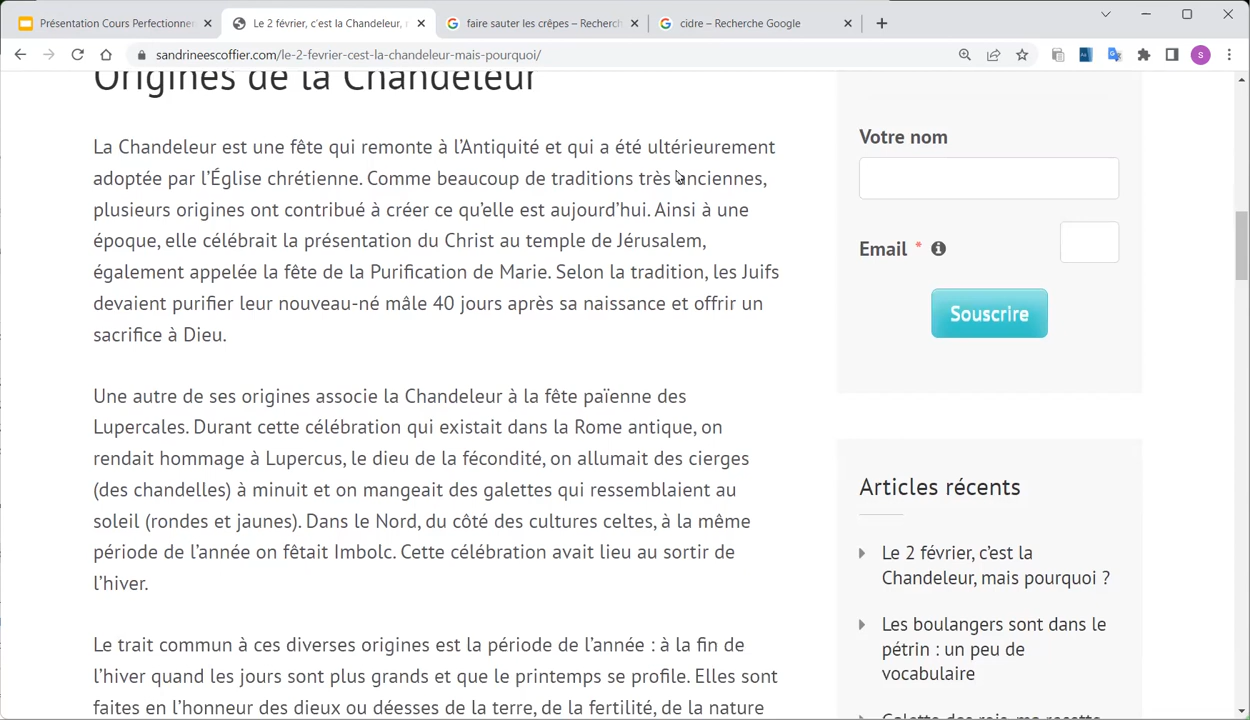 Présentation Cours Perfectionner
Le 2 février, c'est la Chandeleur,
faire sauter les crêpes – Recherch
cidre – Recherche Google
sandrineescoffier.com/le-2-fevrier-cest-la-chandeleur-mais-pourquoi/
S
Origines de la Chandeleur
La Chandeleur est une fête qui remonte à l'Antiquité et qui a été ultérieurement
adoptée par l'Église chrétienne. Comme beaucoup de traditions très anciennes,
plusieurs origines ont contribué à créer ce qu'elle est aujourd'hui. Ainsi à une
époque, elle célébrait la présentation du Christ au temple de Jérusalem,
également appelée la fête de la Purification de Marie. Selon la tradition, les Juifs
devaient purifier leur nouveau-né mâle 40 jours après sa naissance et offrir un
sacrifice à Dieu.
Une autre de ses origines associe la Chandeleur à la fête païenne des
Lupercales. Durant cette célébration qui existait dans la Rome antique, on
rendait hommage à Lupercus, le dieu de la fécondité, on allumait des cierges
(des chandelles) à minuit et on mangeait des galettes qui ressemblaient au
soleil (rondes et jaunes). Dans le Nord, du côté des cultures celtes, à la même
période de l'année on fêtait Imbolc. Cette célébration avait lieu au sortir de
l'hiver.
Le trait commun à ces diverses origines est la période de l'année : à la fin de
l'hiver quand les jours sont plus grands et que le printemps se profile. Elles sont
faites en l'honneur des dieux ou déesses de la terre, de la fertilité, de la nature
Votre nom
Email *
Souscrire
Articles récents
Le 2 février, c'est la
Chandeleur, mais pourquoi ?
Les boulangers sont dans le
pétrin : un peu de
vocabulaire
Galette des rois, ma recette